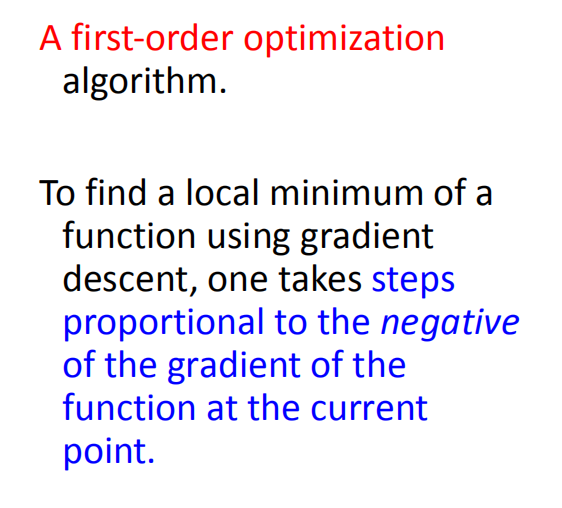 A first-order optimization
algorithm.
To find a local minimum of a
function using gradient
descent, one takes steps
proportional to the negative
of the gradient of the
function at the current
point.